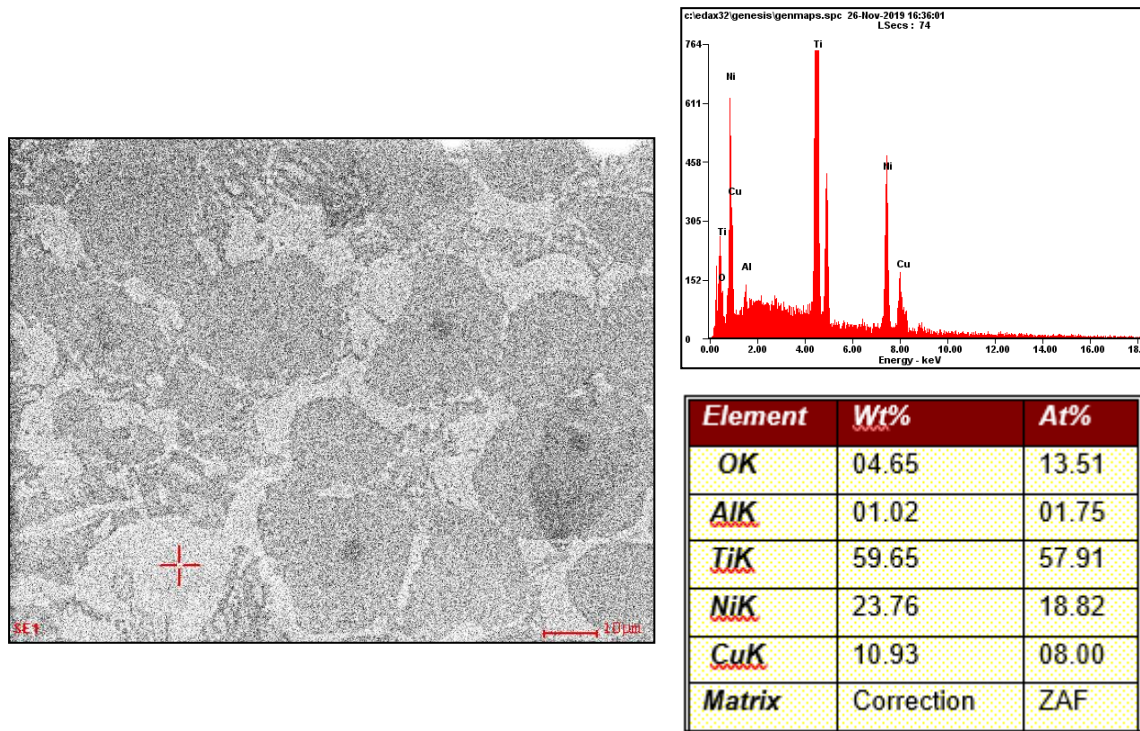 c:\edax32\genesis\genmaps.spc 26-Nov-2019 16:36:01
LSecs : 74
764
611
458
305
152
0
Ti
Ni
Cu
Ti
O
Al
Ni
Cu
0.00 2.00 4.00 6.00 8.00 10.00 12.00 14.00 16.00 18.
Energy - keV
SE1
10µm
Element Wt% At%
OK 04.65 13.51
AlK 01.02 01.75
TiK 59.65 57.91
NiK 23.76 18.82
CuK 10.93 08.00
Matrix Correction ZAF